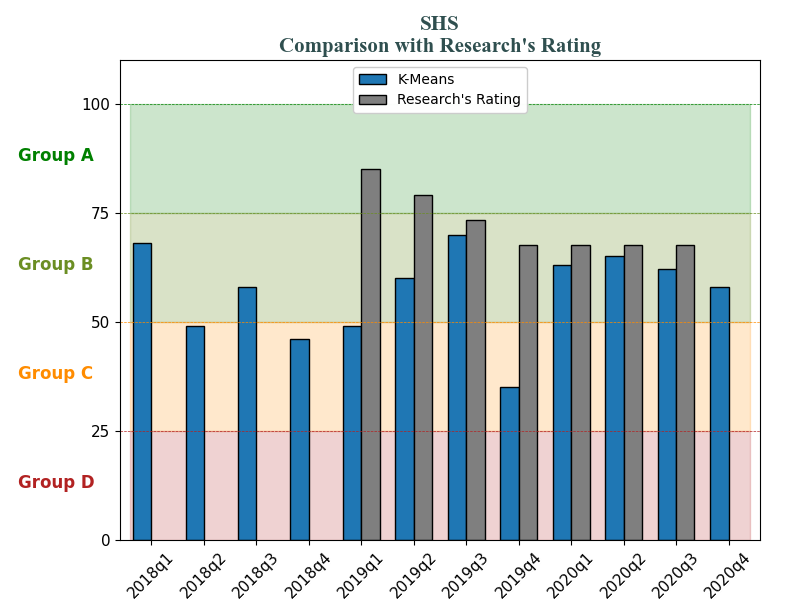 SHS
Comparison with Research's Rating
K-Means
Research's Rating
100
Group A
75
Group B
50
Group C
25
Group D
0
2018q1
2018q2
2018q3
2018q4
2019q1
2019q2
2019q3
2019q4
2020q1
2020q2
2020q3
2020q4